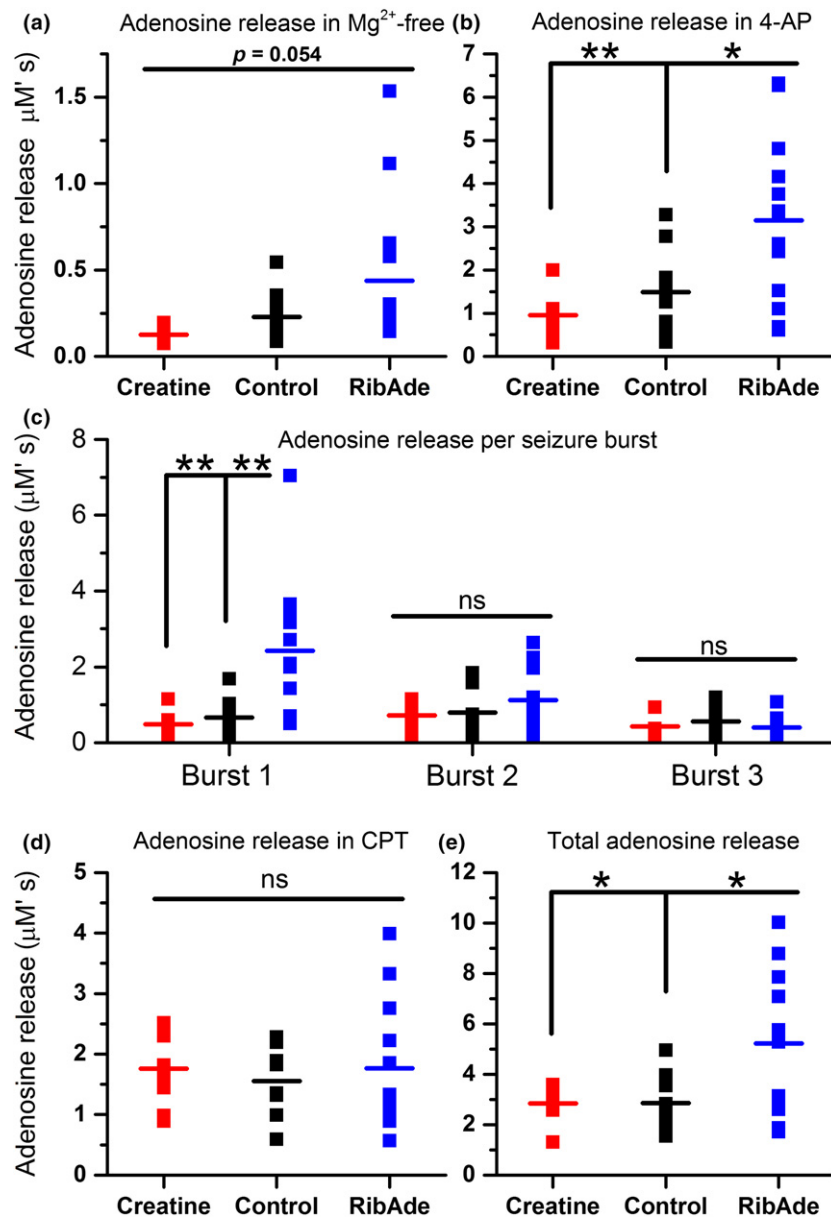 (a) Adenosine release in Mg²⁺-free
p = 0.054
Adenosine release μM' s)
1.5
1.0
0.5
0.0
Creatine Control RibAde
(b) Adenosine release in 4-AP
** *
7
6
5
4
3
2
1
0
Creatine Control RibAde
(c) Adenosine release per seizure burst
Adenosine release (μM' s)
8
6
4
2
0
** **
ns
ns
Burst 1 Burst 2 Burst 3
(d) Adenosine release in CPT
Adenosine release (μM' s)
5
4
3
2
1
0
ns
Creatine Control RibAde
(e) Total adenosine release
12
10
8
6
4
2
0
* *
Creatine Control RibAde